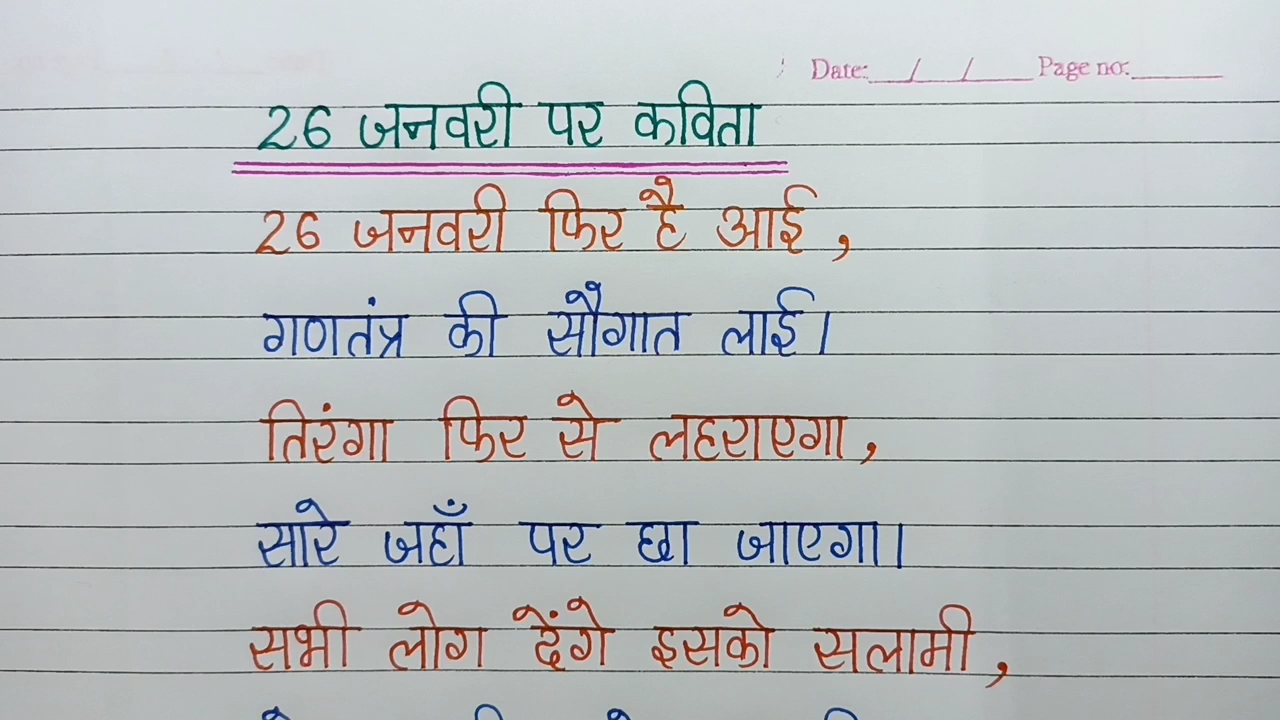 Date: / / Page no:
26 जनवरी पर कविता
26 जनवरी फिर है आई ,
गणतंत्र की सौगात लाई।
तिरंगा फिर से लहराएगा ,
सारे जहाँ पर छा जाएगा।
सभी लोग देंगे इसको सलामी ,